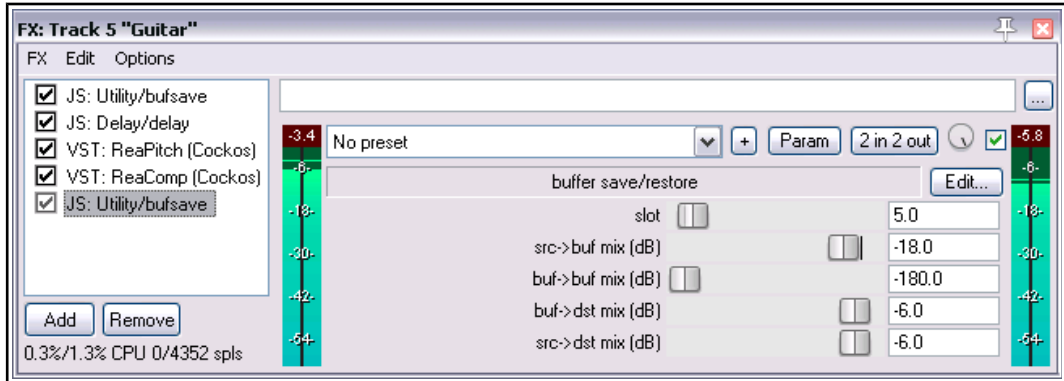 FX: Track 5 "Guitar"
FX Edit Options
JS: Utility/bufsave
JS: Delay/delay
VST: ReaPitch (Cockos)
VST: ReaComp (Cockos)
JS: Utility/bufsave
Add Remove
0.3%/1.3% CPU 0/4352 spls
...
-3.4 No preset + Param 2 in 2 out -5.8
buffer save/restore Edit...
slot 5.0
src->buf mix (dB) -18.0
buf->buf mix (dB) -180.0
buf->dst mix (dB) -6.0
src->dst mix (dB) -6.0
-6-
-18-
-30-
-42-
-54-
-6-
-18-
-30-
-42-
-54-